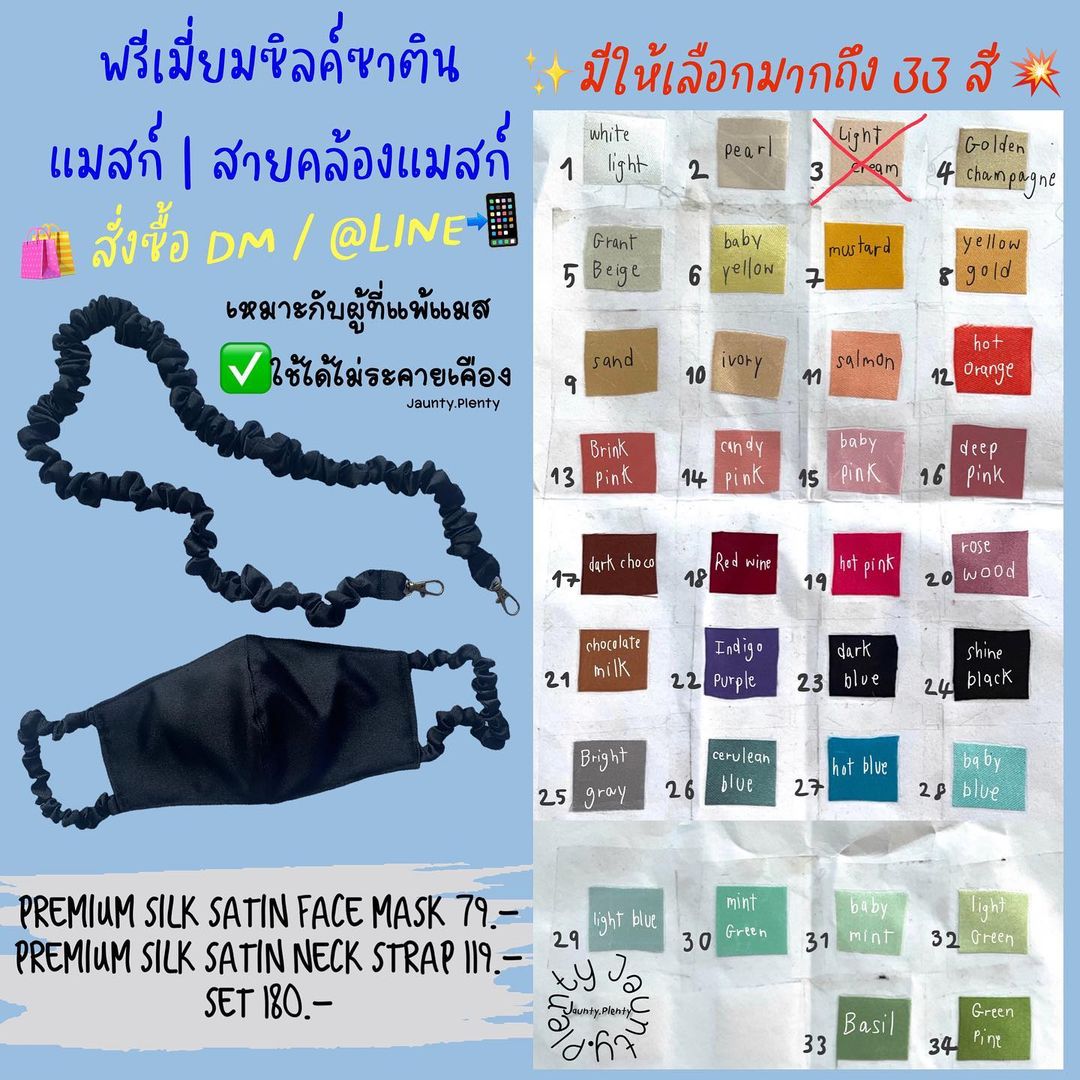 พรีเมี่ยมซิลค์ซาติน
แมสก์ | สายคล้องแมสก์
สั่งซื้อ DM / @LINE
เหมาะกับผู้ที่แพ้แมส
ใช้ได้ไม่ระคายเคือง
Jaunty.Plenty
PREMIUM SILK SATIN FACE MASK 79.-
PREMIUM SILK SATIN NECK STRAP 119.-
SET 180.-
มีให้เลือกมากถึง 33 สี
1 white light
2 pearl
3 Light cream
4 Golden champagne
5 Grant Beige
6 baby yellow
7 mustard
8 yellow gold
9 sand
10 ivory
11 salmon
12 hot orange
13 Brink pink
14 candy pink
15 baby pink
16 deep pink
17 dark choco
18 Red wine
19 hot pink
20 rose wood
21 chocolate milk
22 Indigo purple
23 dark blue
24 shine black
25 Bright gray
26 cerulean blue
27 hot blue
28 baby blue
29 light blue
30 mint Green
31 baby mint
32 light Green
33 Basil
34 Green Pine
Jaunty.Plenty
Jaunty.Plenty